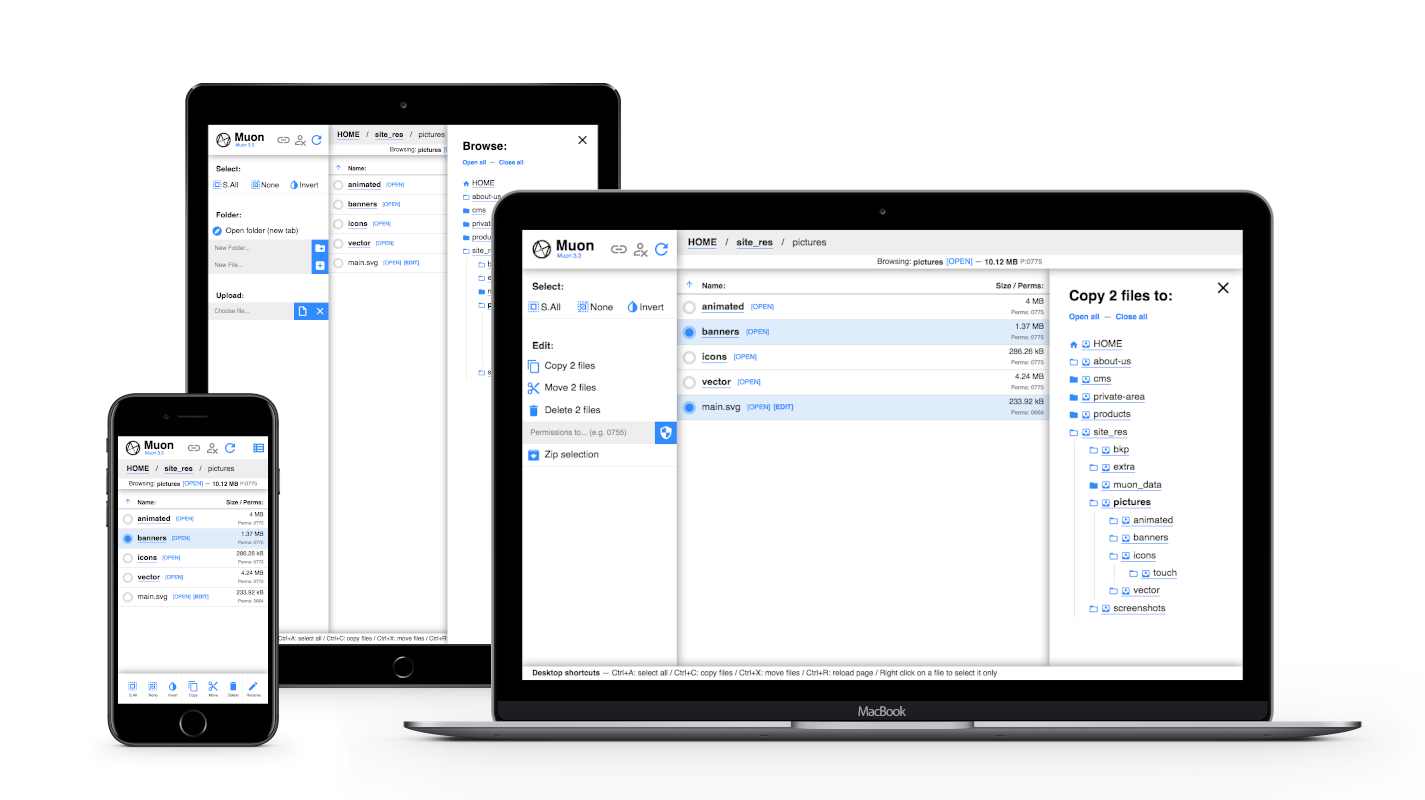 Muon
Muon 3.3
HOME / site_res / pictures
Browsing: pictures
Select:
S.All None Invert
Folder:
Open folder (new tab)
New Folder...
New File...
Upload:
Choose file...
Name:
animated [OPEN]
banners [OPEN]
icons [OPEN]
vector [OPEN]
main.svg [OPEN] [EDIT]
Browse:
Open all — Close all
HOME
about-us
cms
Ctrl+A: select all / Ctrl+C: copy files / Ctrl+X: move files / Ctrl+R:
Muon
Muon 3.3
HOME / site_res / pictures
Browsing: pictures [OPEN] — 10.12 MB P:0775
Select:
S.All None Invert
Edit:
Copy 2 files
Move 2 files
Delete 2 files
Permissions to... (e.g. 0755)
Zip selection
Name: Size / Perms:
animated [OPEN] 4 MB
Perms: 0775
banners [OPEN] 1.37 MB
Perms: 0775
icons [OPEN] 286.26 kB
Perms: 0775
vector [OPEN] 4.24 MB
Perms: 0775
main.svg [OPEN] [EDIT] 233.92 kB
Perms: 0664
Copy 2 files to:
Open all — Close all
HOME
about-us
cms
private-area
products
site_res
bkp
extra
muon_data
pictures
animated
banners
icons
touch
vector
screenshots
Desktop shortcuts — Ctrl+A: select all / Ctrl+C: copy files / Ctrl+X: move files / Ctrl+R: reload page / Right click on a file to select it only
MacBook
Muon
Muon 3.3
HOME / site_res / pictures
Browsing: pictures [OPEN] — 10.12 MB P:0775
Name: Size / Perms:
animated [OPEN] 4 MB
Perms: 0775
banners [OPEN] 1.37 MB
Perms: 0775
icons [OPEN] 286.26 kB
Perms: 0775
vector [OPEN] 4.24 MB
Perms: 0775
main.svg [OPEN] [EDIT] 233.92 kB
Perms: 0664
S.All None Invert Copy Move Delete Rename